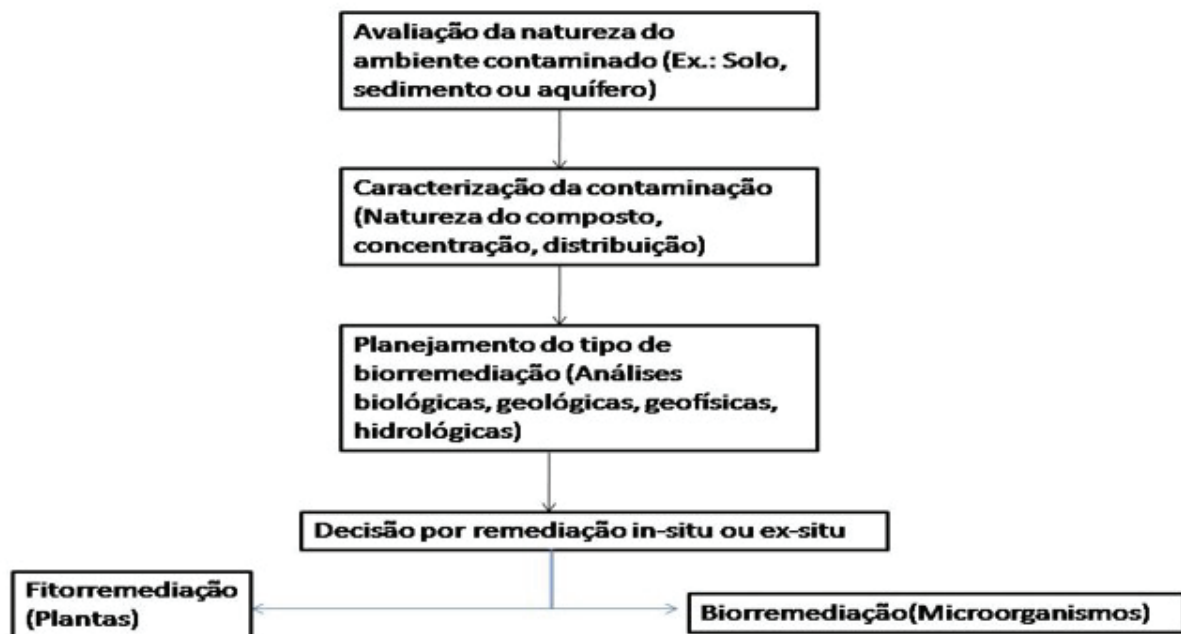 Avaliação da natureza do
ambiente contaminado (Ex.: Solo,
sedimento ou aquífero)
Caracterização da contaminação
(Natureza do composto,
concentração, distribuição)
Planejamento do tipo de
biorremediação (Análises
biológicas, geológicas, geofísicas,
hidrológicas)
Decisão por remediação in-situ ou ex-situ
Fitorremediação
(Plantas)
Biorremediação(Microorganismos)